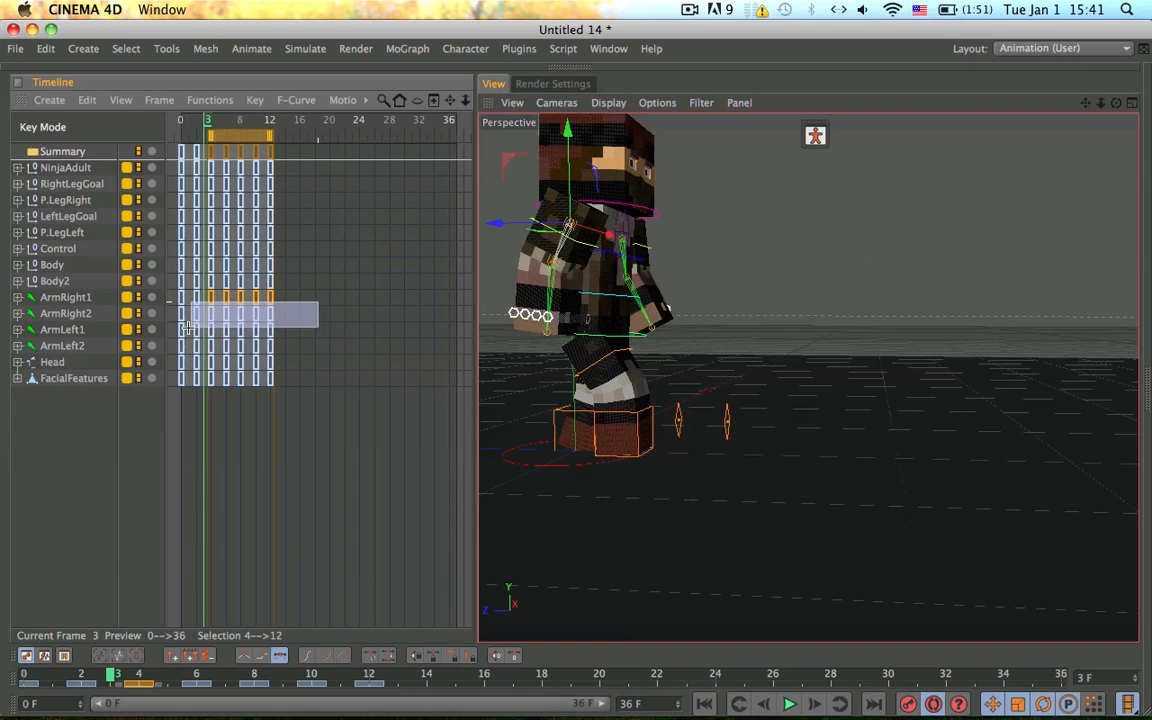 CINEMA 4D Window 9 (1:51) Tue Jan 1 15:41
Untitled 14 *
File Edit Create Select Tools Mesh Animate Simulate Render MoGraph Character Plugins Script Window Help Layout: Animation (User)
Timeline View Render Settings
Create Edit View Frame Functions Key F-Curve Motio View Cameras Display Options Filter Panel
Key Mode 0 3 8 12 16 20 24 28 32 36 Perspective
Summary
NinjaAdult
RightLegGoal
P.LegRight
LeftLegGoal
P.LegLeft
Control
Body
Body2
ArmRight1
ArmRight2
ArmLeft1
ArmLeft2
Head
FacialFeatures
Y
Z X
Current Frame 3 Preview 0-->36 Selection 4-->12
0 2 3 4 6 8 10 12 14 16 18 20 22 24 26 28 30 32 34 36 3 F
0 F 0 F 36 F 36 F P